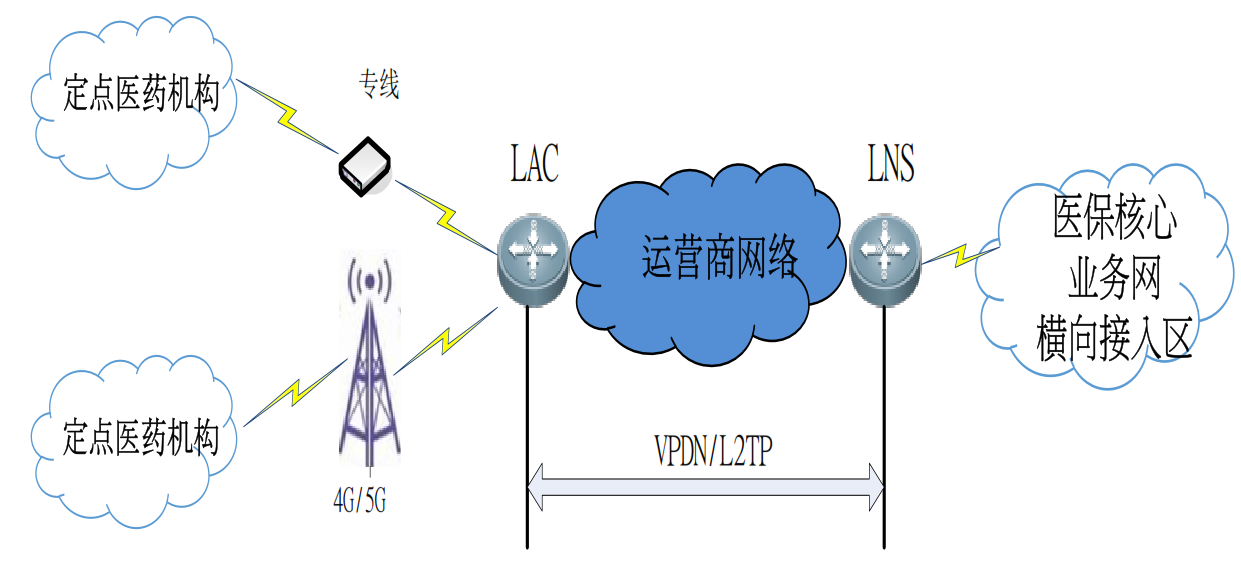 定点医药机构
专线
LAC
LNS
运营商网络
医保核心
业务网
横向接入区
定点医药机构
4G/5G
VPDN/L2TP